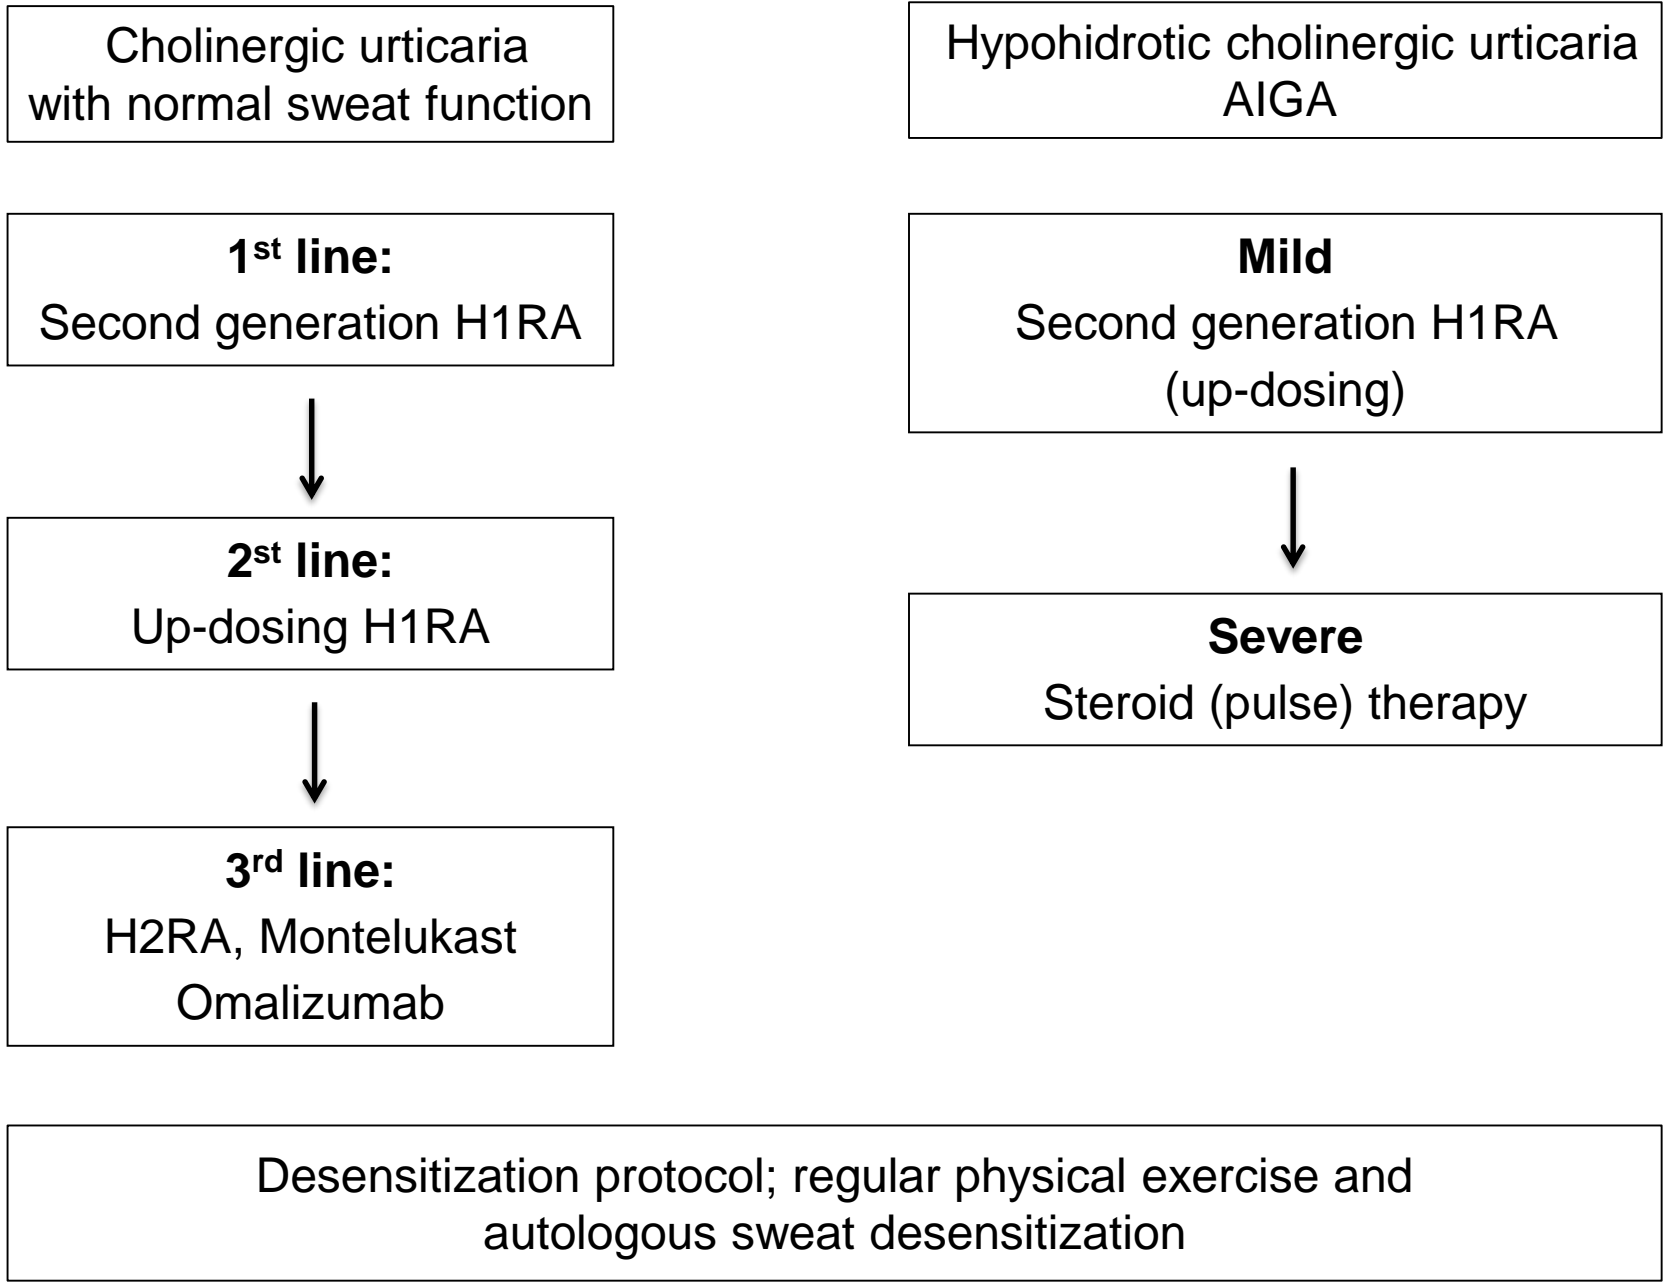 Cholinergic urticaria
with normal sweat function
1st line:
Second generation H1RA
2st line:
Up-dosing H1RA
3rd line:
H2RA, Montelukast
Omalizumab
Hypohidrotic cholinergic urticaria
AIGA
Mild
Second generation H1RA
(up-dosing)
Severe
Steroid (pulse) therapy
Desensitization protocol; regular physical exercise and
autologous sweat desensitization